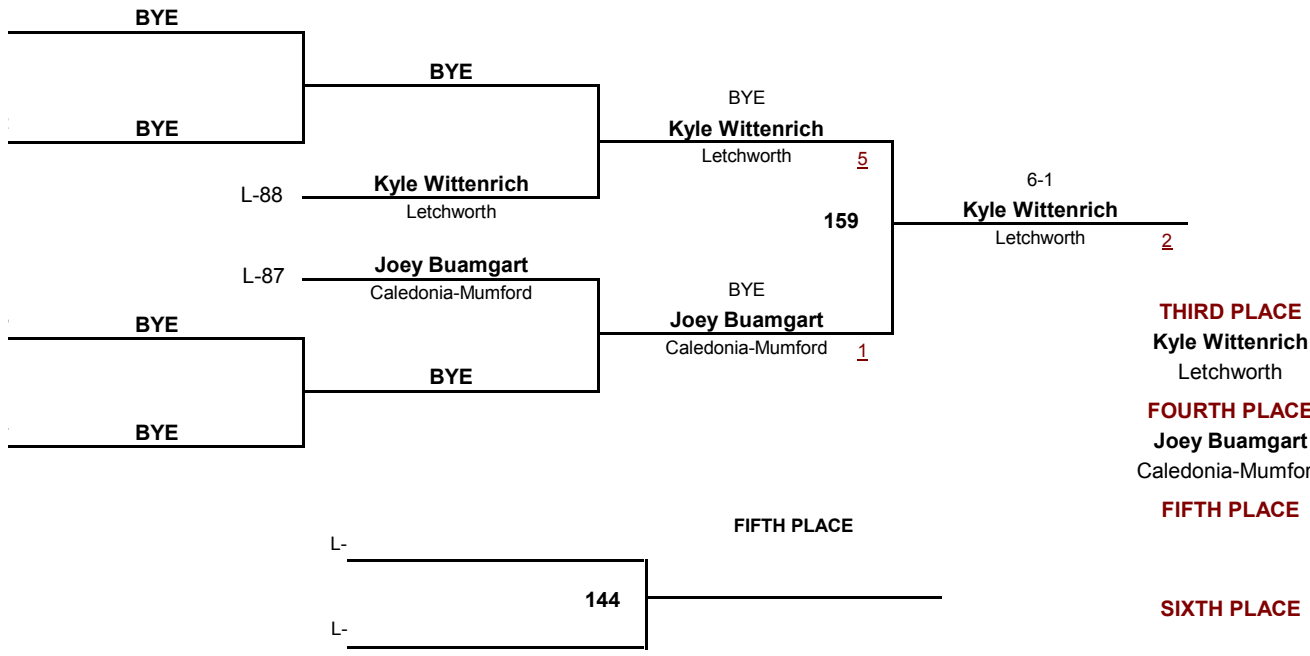 BYE
BYE
BYE
BYE
Kyle Wittenrich
Letchworth
5
L-88
Kyle Wittenrich
Letchworth
159
6-1
Kyle Wittenrich
Letchworth
2
L-87
Joey Buamgart
Caledonia-Mumford
BYE
Joey Buamgart
Caledonia-Mumford
1
BYE
BYE
BYE
THIRD PLACE
Kyle Wittenrich
Letchworth
FOURTH PLACE
Joey Buamgart
Caledonia-Mumfor
FIFTH PLACE
SIXTH PLACE
FIFTH PLACE
L-
144
L-